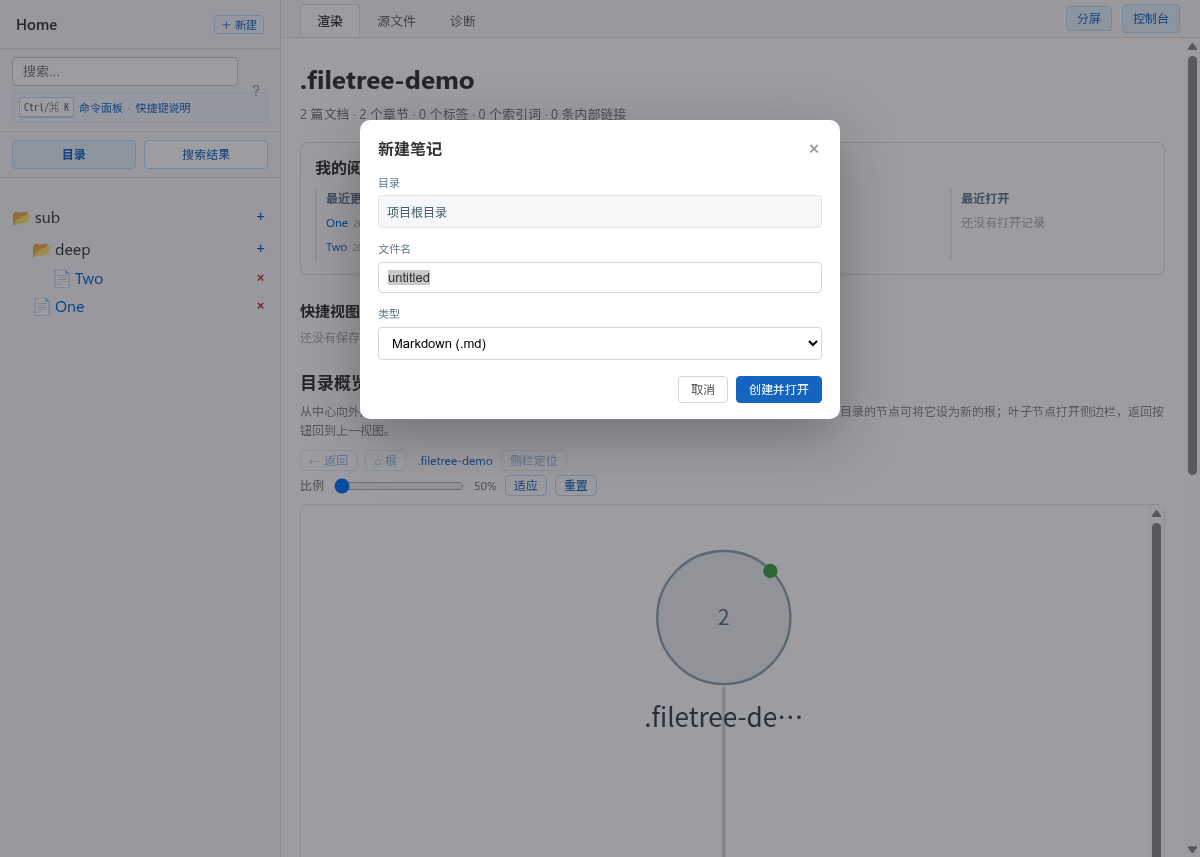 Home
+ 新建
搜索...
?
Ctrl/⌘ K 命令面板 · 快捷键说明
目录
搜索结果
📂 sub +
📂 deep +
📄 Two ×
📄 One ×
渲染
源文件
诊断
分屏
控制台
.filetree-demo
2 篇文档 · 2 个章节 · 0 个标签 · 0 个索引词 · 0 条内部链接
我的阅
最近更
One 20
Two 20
最近打开
还没有打开记录
快捷视图
还没有保存
目录概览
从中心向外
目录的节点可将它设为新的根；叶子节点打开侧边栏，返回按
钮回到上一视图。
← 返回
⌂ 根
.filetree-demo
侧栏定位
比例
50%
适应
重置
2
.filetree-de···
新建笔记
×
目录
项目根目录
文件名
untitled
类型
Markdown (.md)
取消
创建并打开